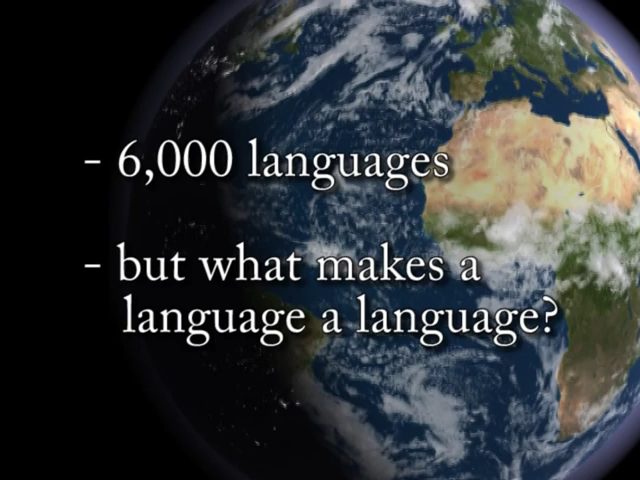 - 6,000 languages
- but what makes a
language a language?